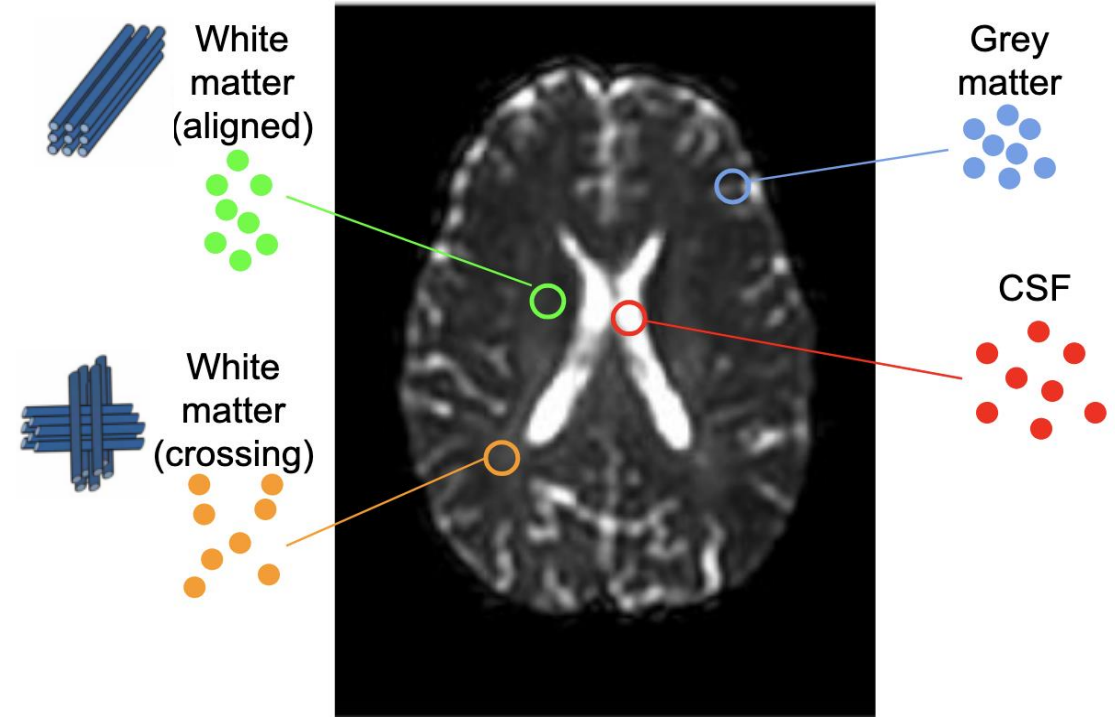 White
matter
(aligned)
Grey
matter
CSF
White
matter
(crossing)